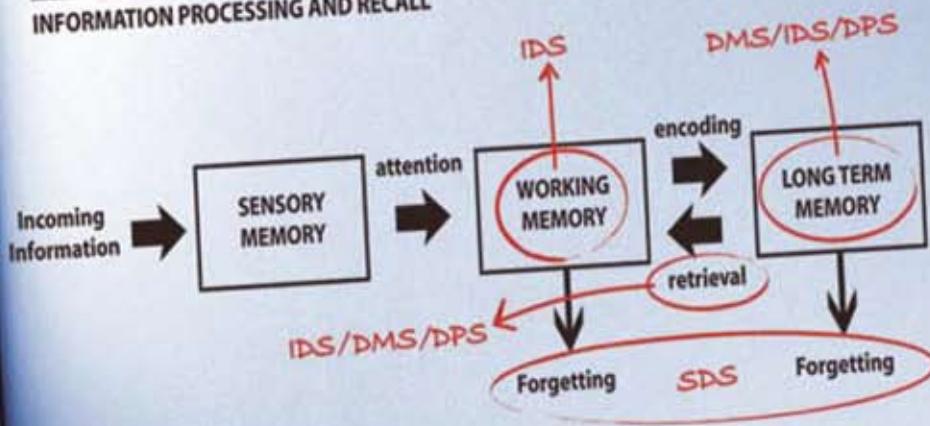 INFORMATION PROCESSING AND RECALL
IDS
DMS/IDS/DPS
encoding
attention
Incoming
Information
SENSORY
MEMORY
WORKING
MEMORY
LONG TERM
MEMORY
retrieval
IDS/DMS/DPS
Forgetting
SDS
Forgetting